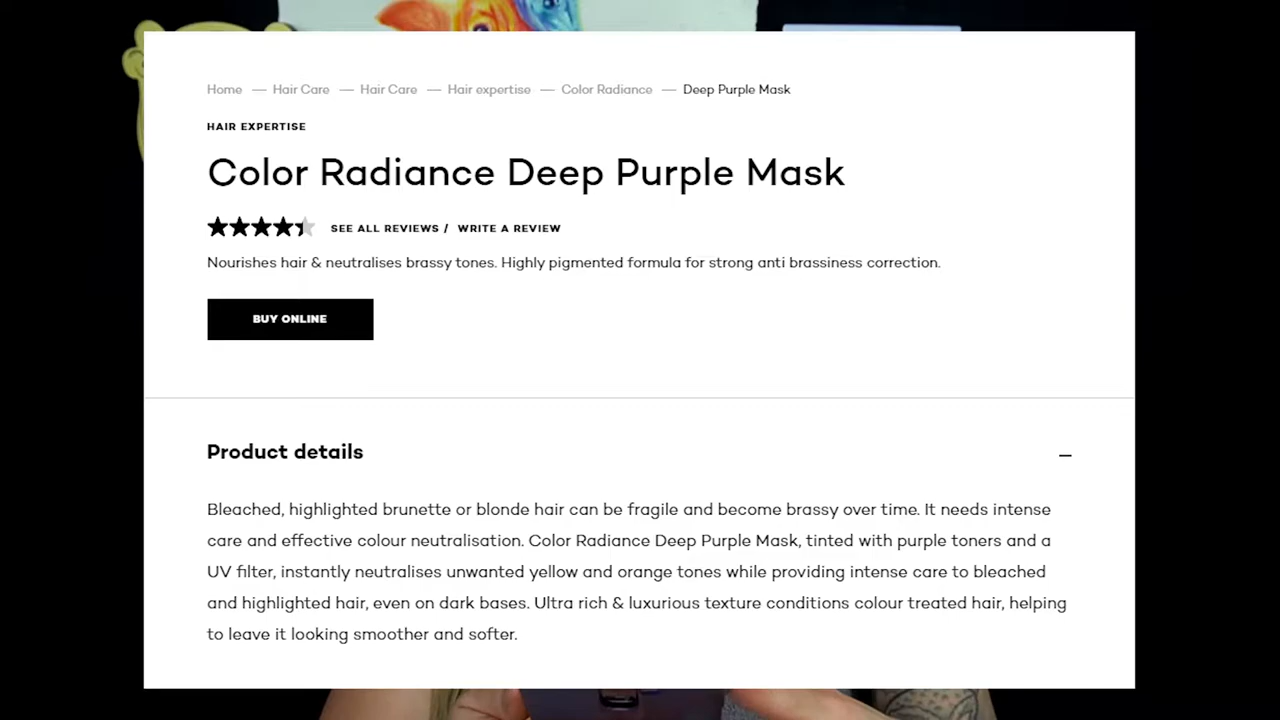 Home — Hair Care — Hair Care — Hair expertise — Color Radiance — Deep Purple Mask
HAIR EXPERTISE
Color Radiance Deep Purple Mask
SEE ALL REVIEWS / WRITE A REVIEW
Nourishes hair & neutralises brassy tones. Highly pigmented formula for strong anti brassiness correction.
BUY ONLINE
Product details
Bleached, highlighted brunette or blonde hair can be fragile and become brassy over time. It needs intense
care and effective colour neutralisation. Color Radiance Deep Purple Mask, tinted with purple toners and a
UV filter, instantly neutralises unwanted yellow and orange tones while providing intense care to bleached
and highlighted hair, even on dark bases. Ultra rich & luxurious texture conditions colour treated hair, helping
to leave it looking smoother and softer.